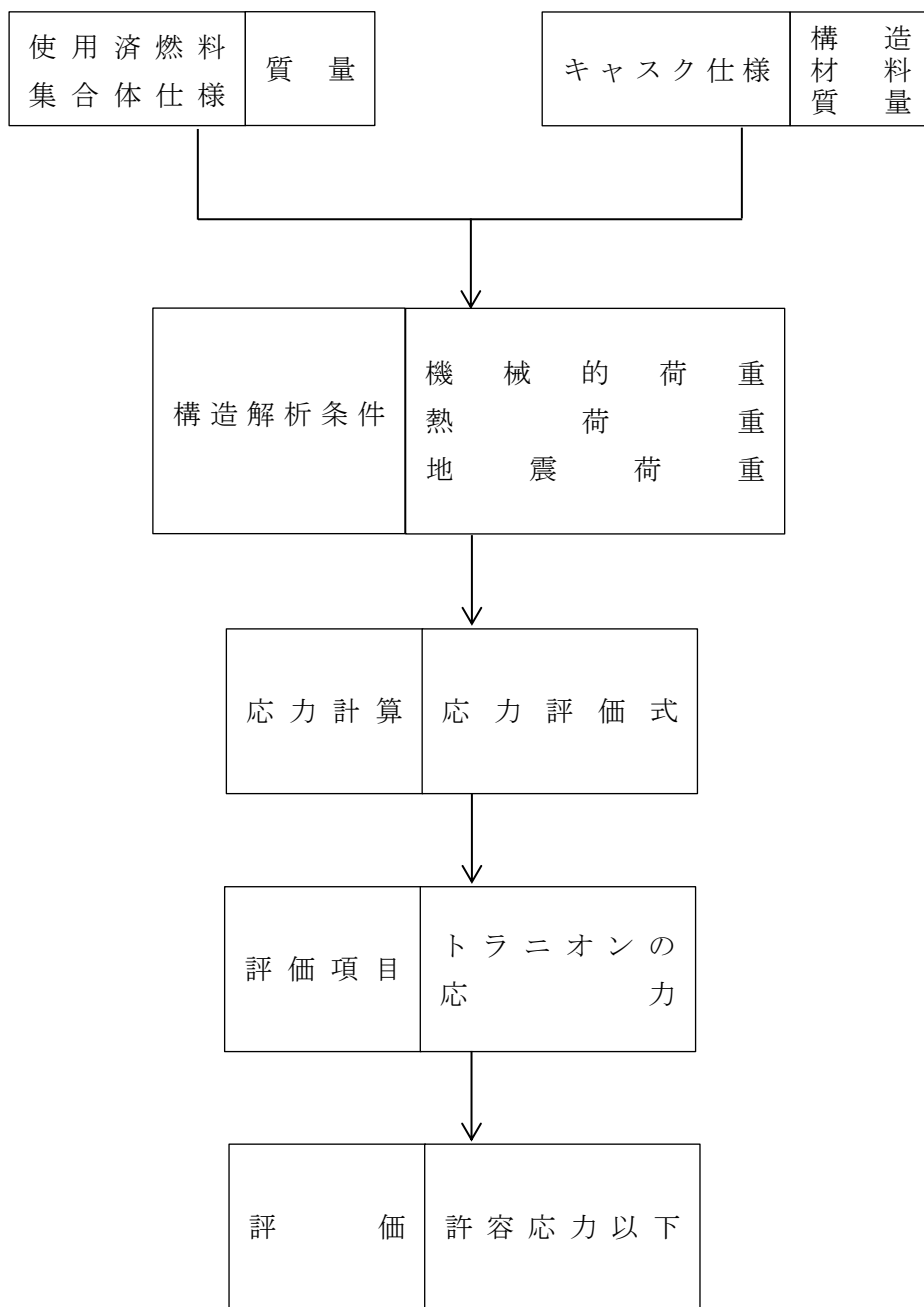 使用済燃料
集合体仕様
質量
キャスク仕様
構造
材料
質量
構造解析条件
機械的荷重
熱荷重
地震荷重
応力計算
応力評価式
評価項目
トラニオンの
応力
評価
許容応力以下